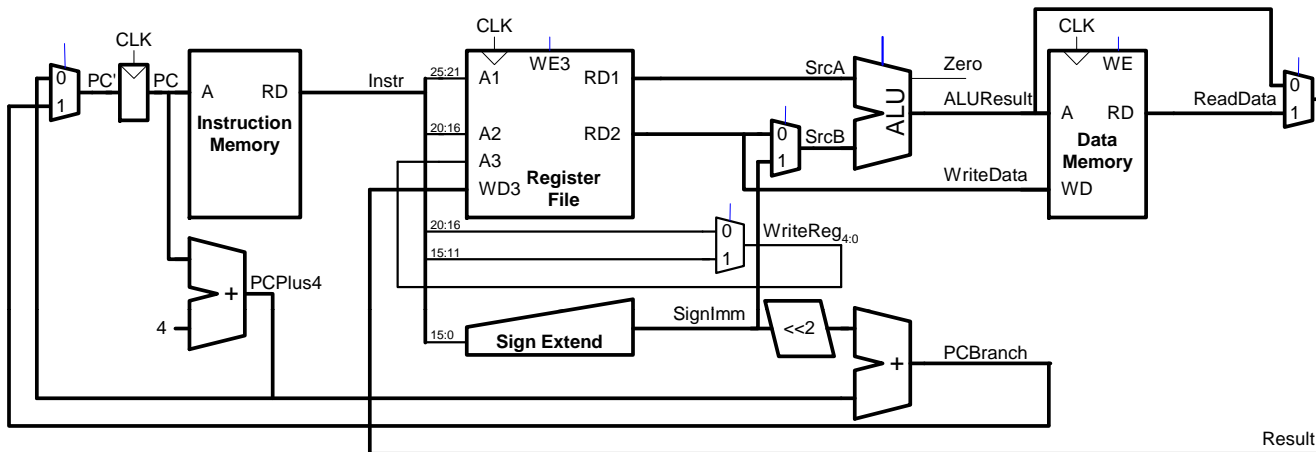 CLK
CLK
CLK
0
1
PC'
PC
A
RD
Instruction
Memory
Instr
25:21
20:16
A1
A2
A3
WD3
WE3
RD1
RD2
Register
File
SrcA
0
1
SrcB
ALU
Zero
ALUResult
WriteData
A
RD
WE
Data
Memory
WD
ReadData
0
1
20:16
15:11
0
1
WriteReg4:0
4
+
PCPlus4
15:0
Sign Extend
SignImm
<<2
+
PCBranch
Result